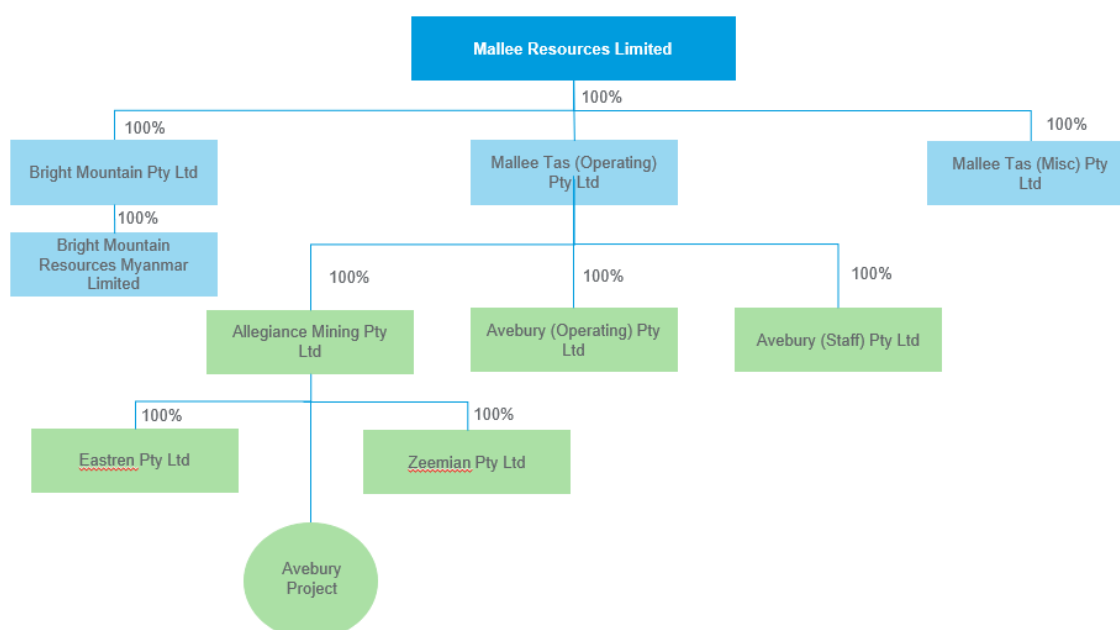 Mallee Resources Limited
100%
100%
100%
Bright Mountain Pty Ltd
Mallee Tas (Operating)
Pty Ltd
Mallee Tas (Misc) Pty
Ltd
100%
Bright Mountain
Resources Myanmar
Limited
100%
100%
100%
Allegiance Mining Pty
Ltd
Avebury (Operating) Pty
Ltd
Avebury (Staff) Pty Ltd
100%
100%
Eastren Pty Ltd
Zeemian Pty Ltd
Avebury
Project